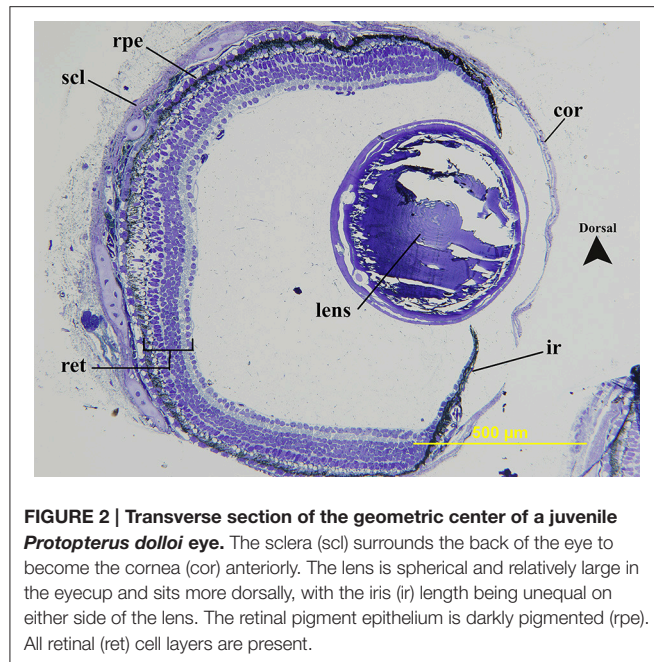 rpe
scl
cor
Dorsal
lens
ir
ret
500 µm
FIGURE 2 | Transverse section of the geometric center of a juvenile
Protopterus dolloi eye. The sclera (scl) surrounds the back of the eye to
become the cornea (cor) anteriorly. The lens is spherical and relatively large in
the eyecup and sits more dorsally, with the iris (ir) length being unequal on
either side of the lens. The retinal pigment epithelium is darkly pigmented (rpe).
All retinal (ret) cell layers are present.